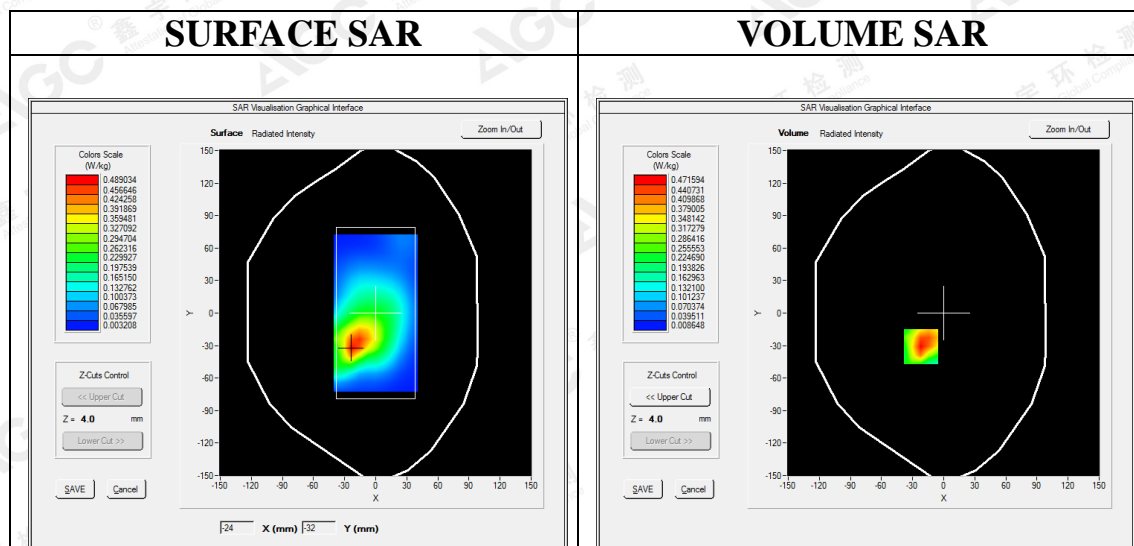 SURFACE SAR
VOLUME SAR
SAR Visualisation Graphical Interface
Surface Radiated Intensity
Zoom In/Out
Colors Scale
(W/kg)
0.489034
0.456646
0.424258
0.391869
0.359481
0.327092
0.294704
0.262316
0.229927
0.197539
0.165150
0.132762
0.100373
0.067985
0.035597
0.003208
Z-Cuts Control
<< Upper Cut
Z = 4.0 mm
Lower Cut >>
SAVE Cancel
150
120
90
60
30
0
-30
-60
-90
-120
-150
Y
-150 -120 -90 -60 -30 0 30 60 90 120 150
X
-24 X (mm) -32 Y (mm)
SAR Visualisation Graphical Interface
Volume Radiated Intensity
Zoom In/Out
Colors Scale
(W/kg)
0.471594
0.440731
0.409868
0.379005
0.348142
0.317279
0.286416
0.255553
0.224690
0.193826
0.162963
0.132100
0.101237
0.070374
0.039511
0.008648
Z-Cuts Control
<< Upper Cut
Z = 4.0 mm
Lower Cut >>
SAVE Cancel
150
120
90
60
30
0
-30
-60
-90
-120
-150
Y
-150 -120 -90 -60 -30 0 30 60 90 120 150
X